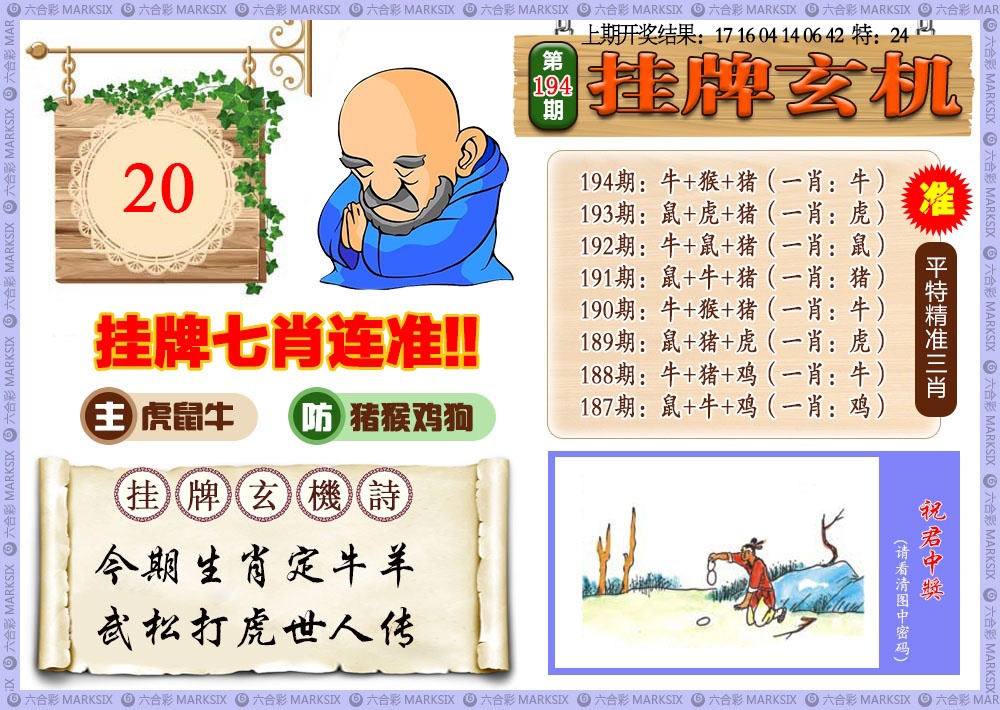 六合彩 MARKSIX
上期开奖结果：17 16 04 14 06 42 特：24
第194期
挂牌玄机
20
挂牌七肖连准!!
主 虎鼠牛
防 猪猴鸡狗
挂牌玄機詩
今期生肖定牛羊
武松打虎世人传
194期：牛+猴+猪（一肖：牛）
193期：鼠+虎+猪（一肖：虎）
192期：牛+鼠+猪（一肖：鼠）
191期：鼠+牛+猪（一肖：猪）
190期：牛+猴+猪（一肖：牛）
189期：鼠+猪+虎（一肖：虎）
188期：牛+猪+鸡（一肖：牛）
187期：鼠+牛+鸡（一肖：鸡）
准
平特精准三肖
祝君中奖
（请看清图中密码）